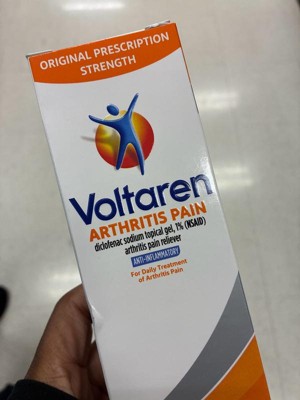 ORIGINAL PRESCRIPTION
STRENGTH
Voltaren
ARTHRITIS PAIN
diclofenac sodium topical gel, 1% (NSAID)
arthritis pain reliever
ANTI-INFLAMMATORY
For Daily Treatment
of Arthritis Pain